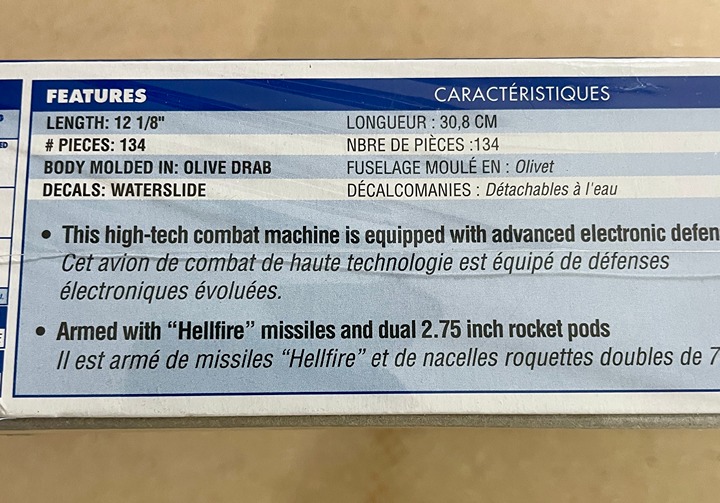 FEATURES CARACTÉRISTIQUES
LENGTH: 12 1/8" LONGUEUR : 30,8 CM
# PIECES: 134 NBRE DE PIÈCES :134
BODY MOLDED IN: OLIVE DRAB FUSELAGE MOULÉ EN : Olivet
DECALS: WATERSLIDE DÉCALCOMANIES : Détachables à l'eau
• This high-tech combat machine is equipped with advanced electronic defen
Cet avion de combat de haute technologie est équipé de défenses
électroniques évoluées.
• Armed with “Hellfire” missiles and dual 2.75 inch rocket pods
Il est armé de missiles “Hellfire” et de nacelles roquettes doubles de 7